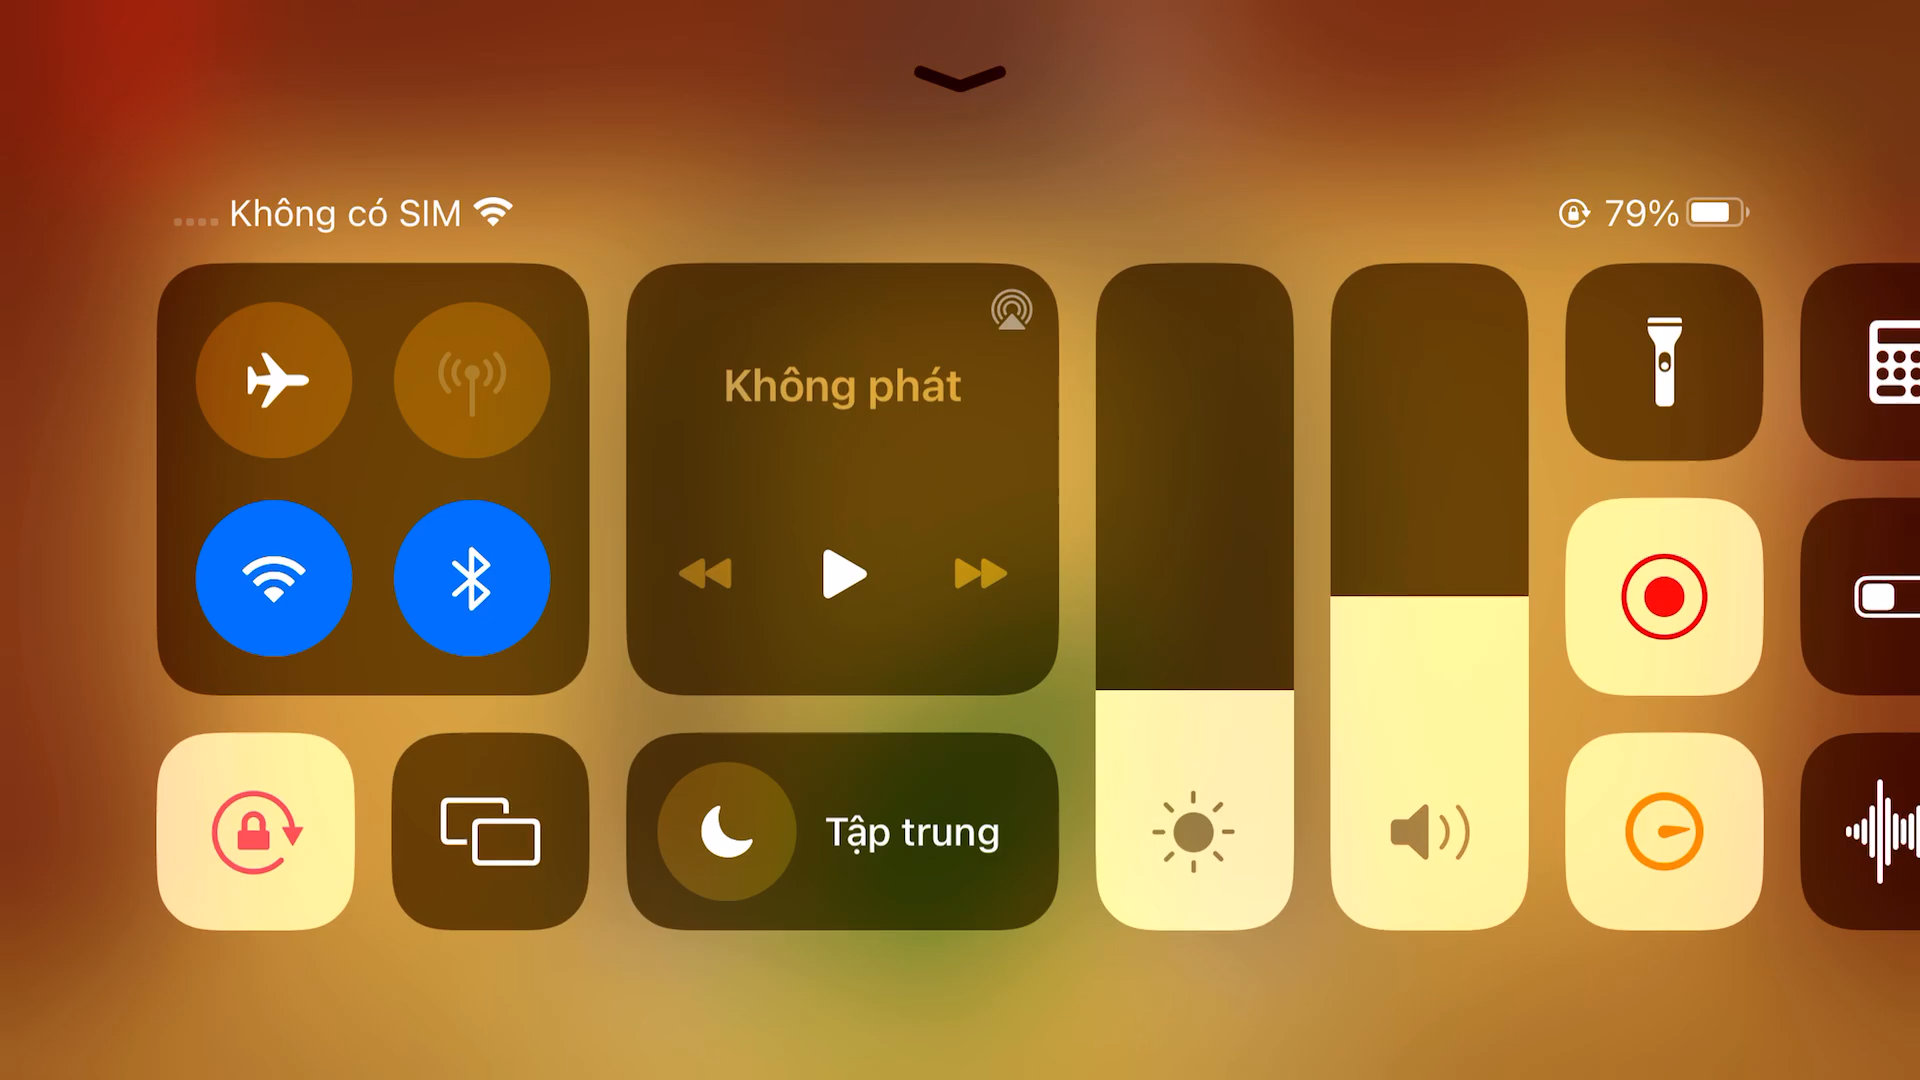 Không có SIM
79%
Không phát
Tập trung